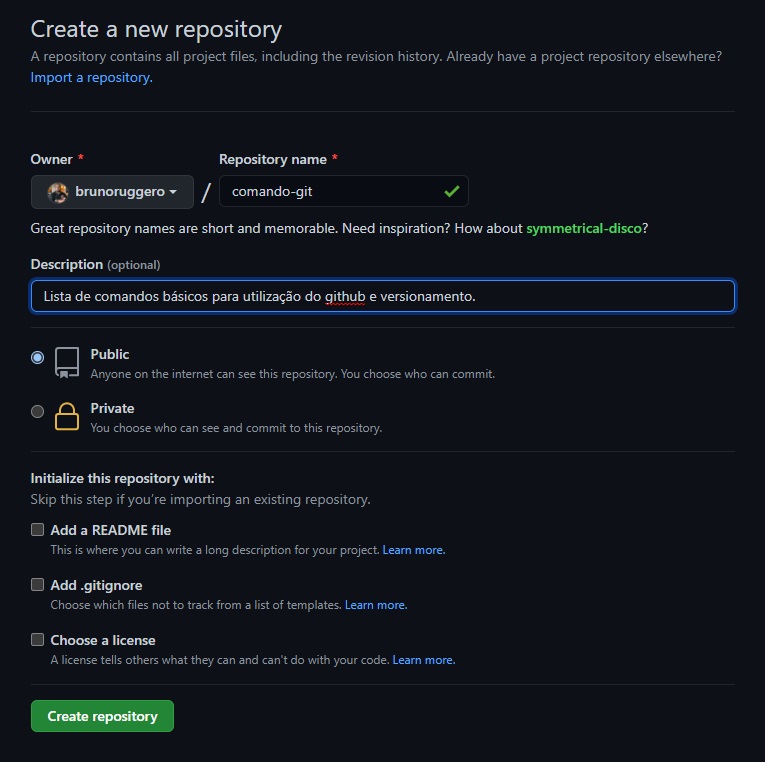 Create a new repository
A repository contains all project files, including the revision history. Already have a project repository elsewhere?
Import a repository.
Owner * Repository name *
brunoruggero / comando-git
Great repository names are short and memorable. Need inspiration? How about symmetrical-disco?
Description (optional)
Lista de comandos básicos para utilização do github e versionamento.
Public
Anyone on the internet can see this repository. You choose who can commit.
Private
You choose who can see and commit to this repository.
Initialize this repository with:
Skip this step if you're importing an existing repository.
Add a README file
This is where you can write a long description for your project. Learn more.
Add .gitignore
Choose which files not to track from a list of templates. Learn more.
Choose a license
A license tells others what they can and can't do with your code. Learn more.
Create repository